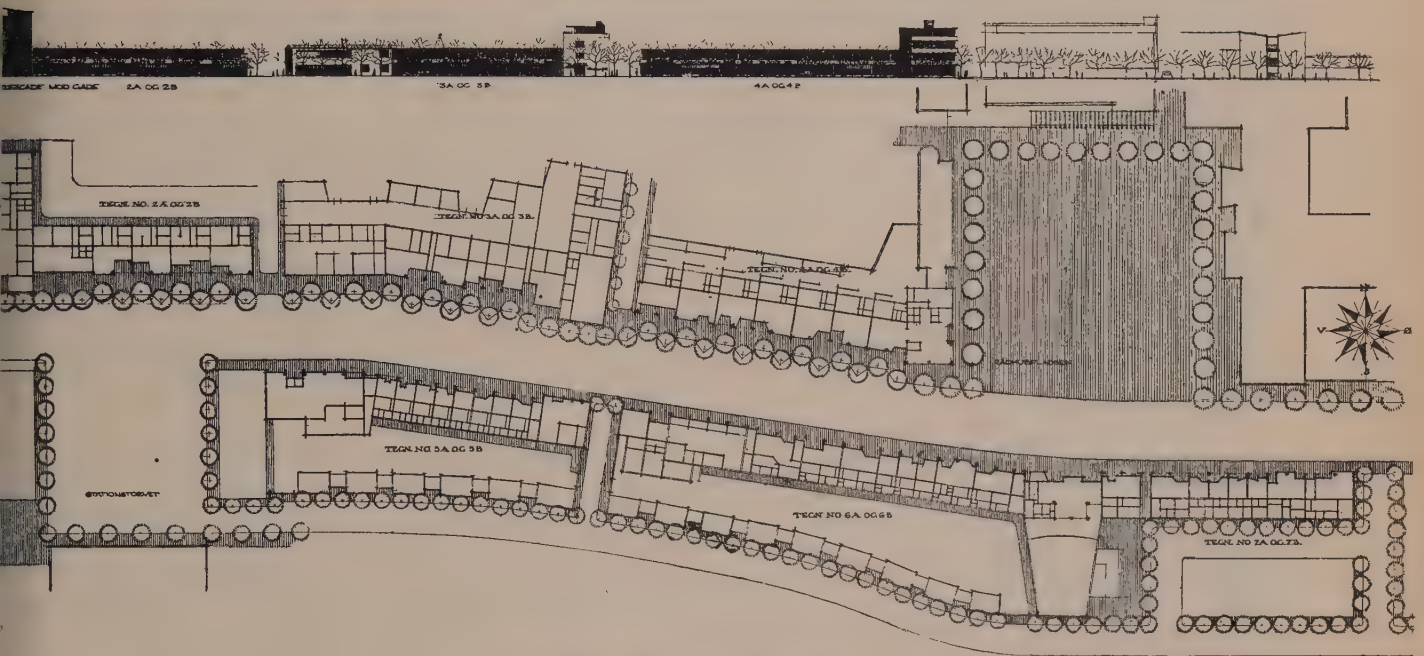 FACADE MOD GADE 2A OG 2B
3A OG 3B
4A OG 4B
TEGN. NO. 2A OG 2B
TEGN. NO 3A OG 3B.
TEGN. NO. 4A OG 4B.
N
V Ø
S
TEGN. NO. 5A OG 5B
STATIONSTORVET
TEGN NO 6A OG 6B
TEGN. NO 7A OG 7B.